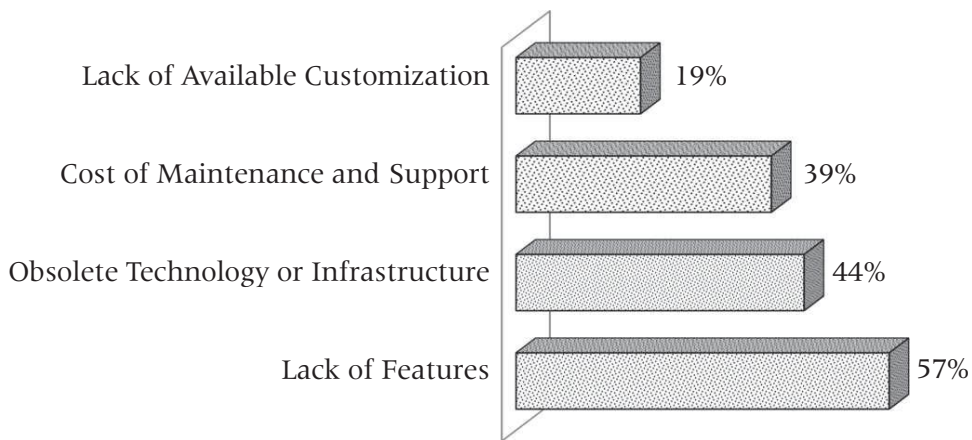 Lack of Available Customization 19%
Cost of Maintenance and Support 39%
Obsolete Technology or Infrastructure 44%
Lack of Features 57%